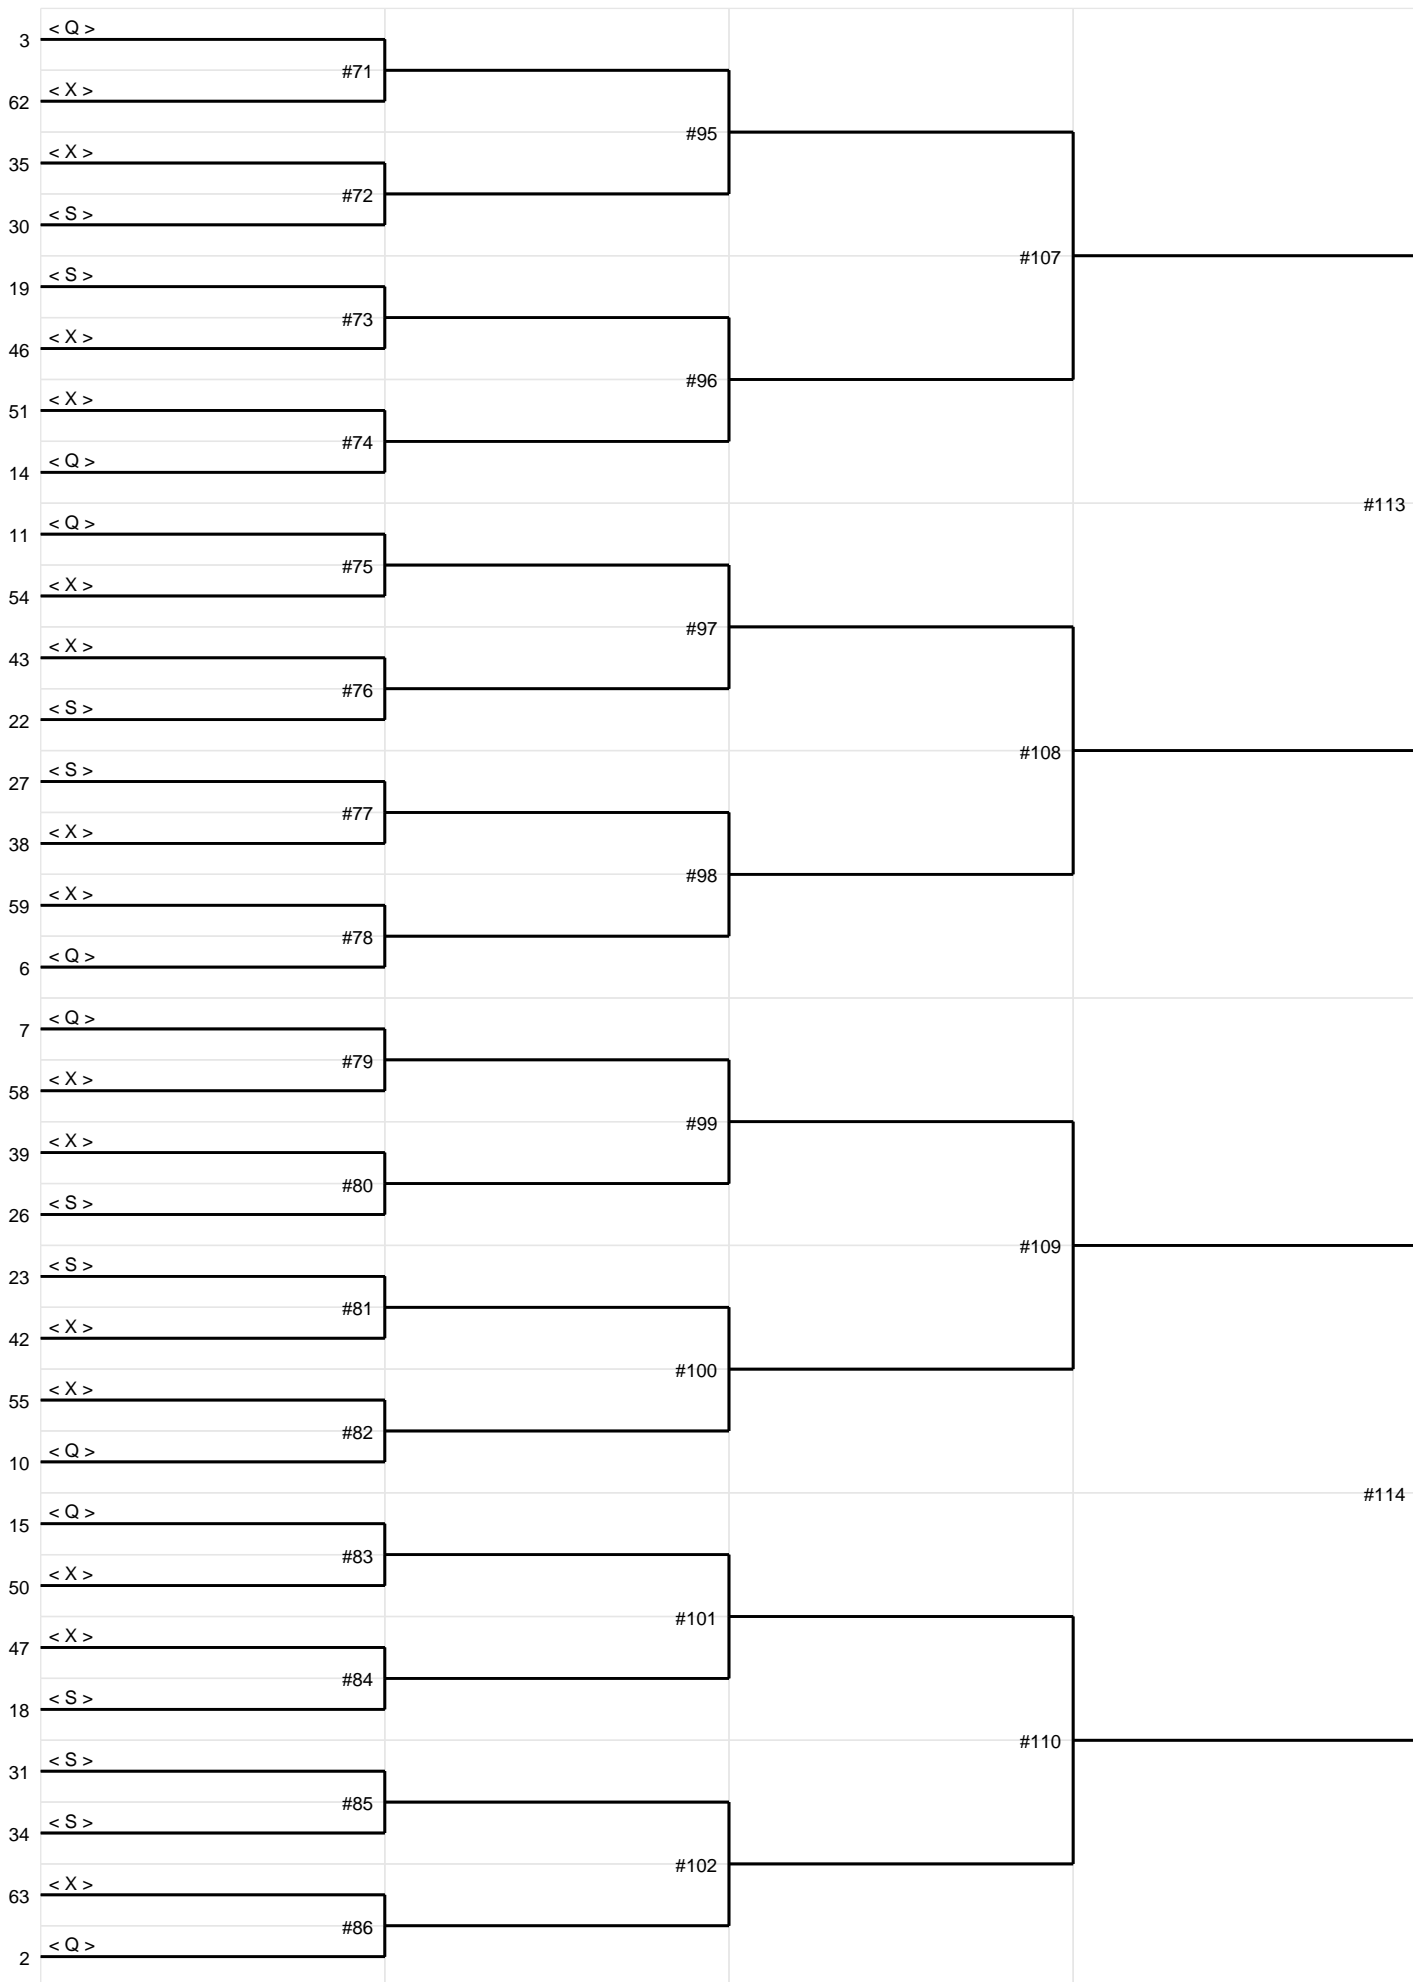 < Q >
3
#71
< X >
62
#95
< X >
35
#72
< S >
30
#107
< S >
19
#73
< X >
46
#96
< X >
51
#74
< Q >
14
#113
< Q >
11
#75
< X >
54
#97
< X >
43
#76
< S >
22
#108
< S >
27
#77
< X >
38
#98
< X >
59
#78
< Q >
6
< Q >
7
#79
< X >
58
#99
< X >
39
#80
< S >
26
#109
< S >
23
#81
< X >
42
#100
< X >
55
#82
< Q >
10
#114
< Q >
15
#83
< X >
50
#101
< X >
47
#84
< S >
18
#110
< S >
31
#85
< S >
34
#102
< X >
63
#86
< Q >
2